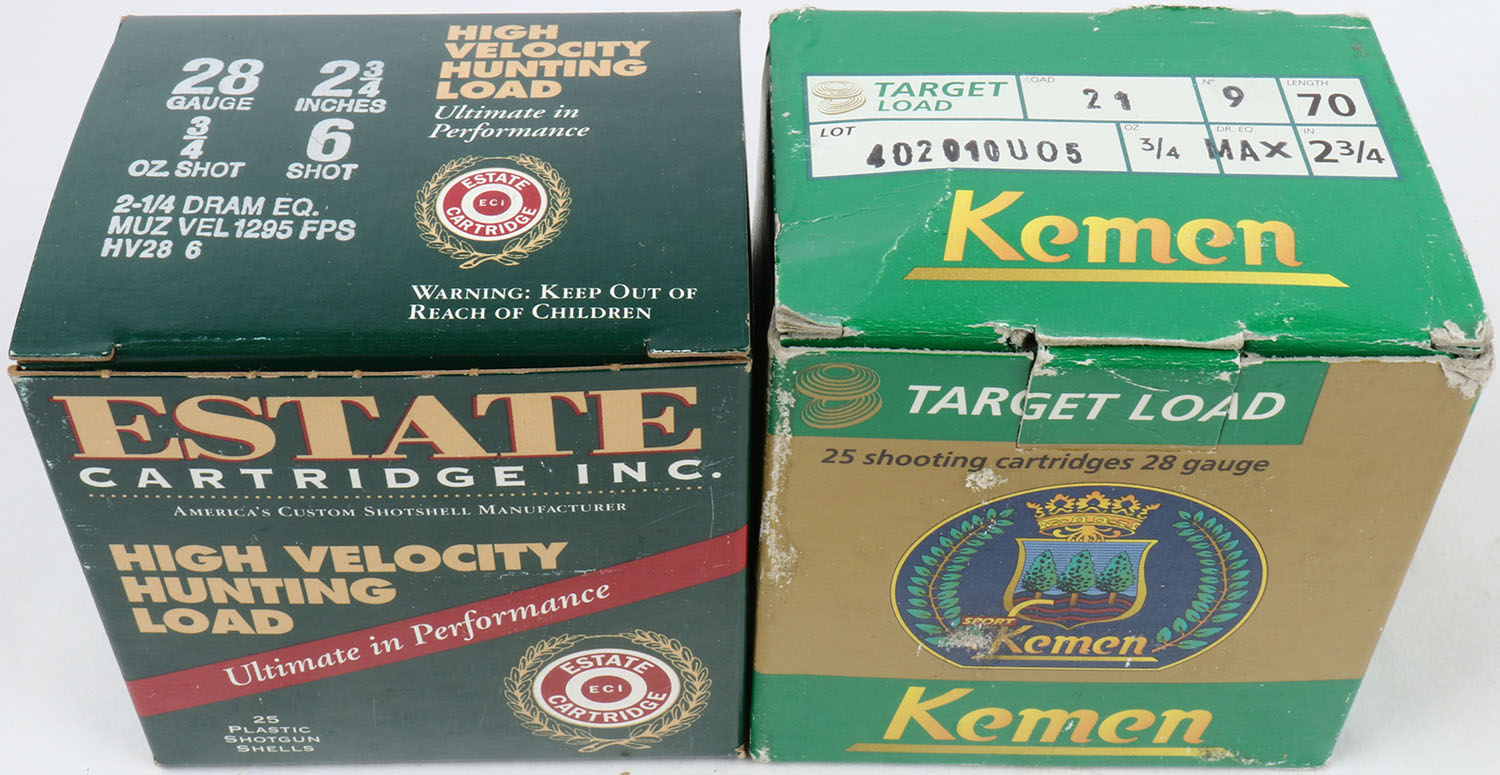 28
GAUGE
2 3/4
INCHES
3/4
OZ. SHOT
6
SHOT
2-1/4 DRAM EQ.
MUZ VEL 1295 FPS
HV28 6
HIGH
VELOCITY
HUNTING
LOAD
Ultimate in
Performance
ESTATE
ECI
CARTRIDGE
WARNING: KEEP OUT OF
REACH OF CHILDREN
ESTATE
CARTRIDGE INC.
AMERICA'S CUSTOM SHOTSHELL MANUFACTURER
HIGH VELOCITY
HUNTING
LOAD
Ultimate in Performance
ESTATE
ECI
CARTRIDGE
25
PLASTIC
SHOTGUN
SHELLS
TARGET
LOAD
LOAD
21
Nº
9
LENGTH
70
LOT
402010U05
OZ
3/4
DR. EQ.
MAX
IN
2 3/4
Kemen
TARGET LOAD
25 shooting cartridges 28 gauge
SPORT
Kemen
Kemen